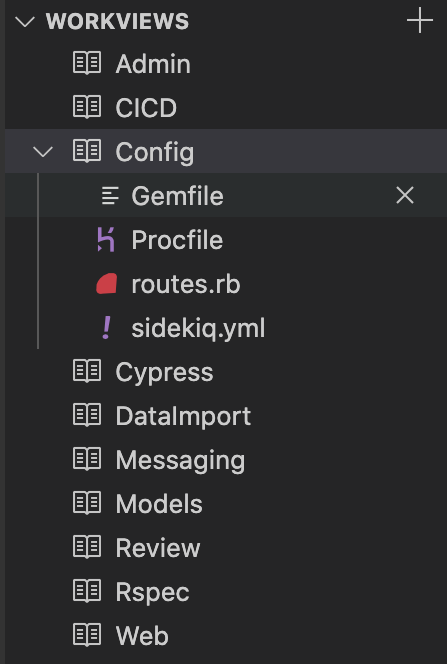 WORKVIEWS
Admin
CICD
Config
Gemfile
Procfile
routes.rb
sidekiq.yml
Cypress
DataImport
Messaging
Models
Review
Rspec
Web